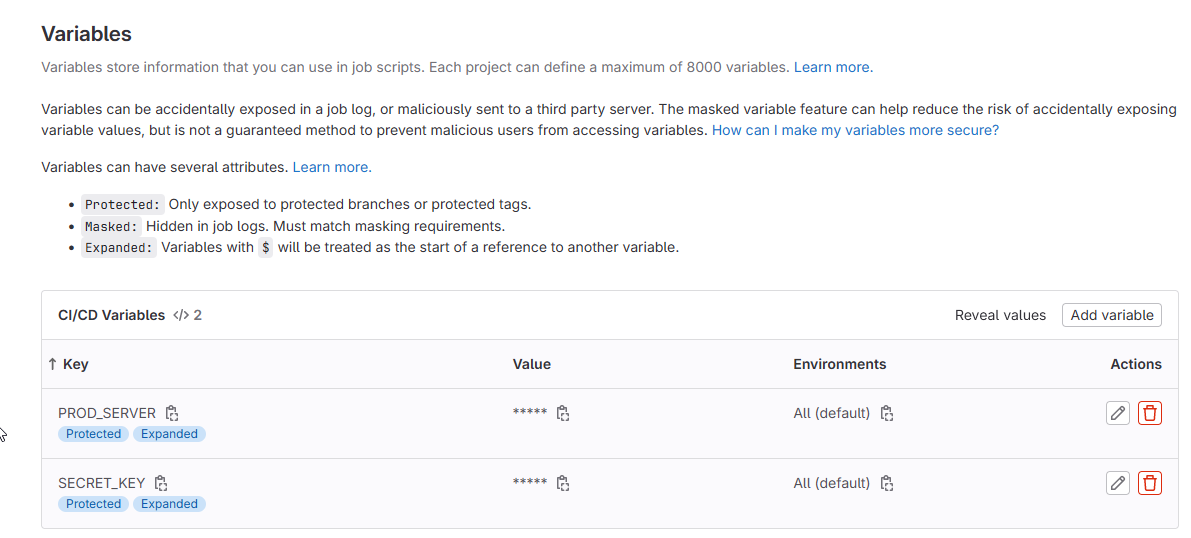 Variables
Variables store information that you can use in job scripts. Each project can define a maximum of 8000 variables. Learn more.
Variables can be accidentally exposed in a job log, or maliciously sent to a third party server. The masked variable feature can help reduce the risk of accidentally exposing
variable values, but is not a guaranteed method to prevent malicious users from accessing variables. How can I make my variables more secure?
Variables can have several attributes. Learn more.
• Protected: Only exposed to protected branches or protected tags.
• Masked: Hidden in job logs. Must match masking requirements.
• Expanded: Variables with $ will be treated as the start of a reference to another variable.
CI/CD Variables </> 2 Reveal values Add variable
↑ Key Value Environments Actions
PROD_SERVER ***** All (default)
Protected Expanded
SECRET_KEY ***** All (default)
Protected Expanded